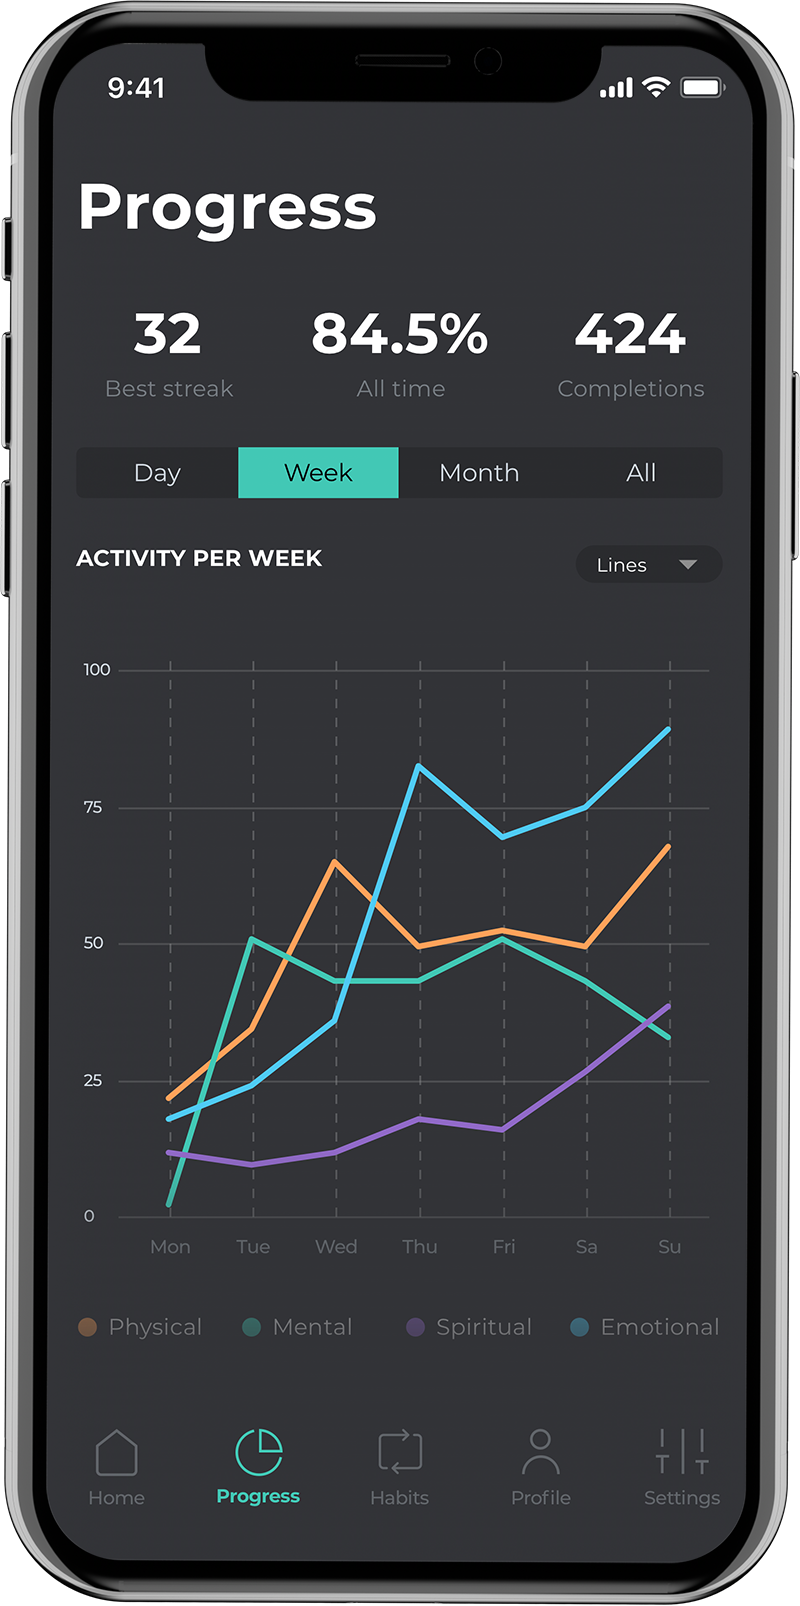 9:41
Progress
32 84.5% 424
Best streak All time Completions
Day Week Month All
ACTIVITY PER WEEK Lines
100
75
50
25
0
Mon Tue Wed Thu Fri Sa Su
Physical Mental Spiritual Emotional
Home Progress Habits Profile Settings